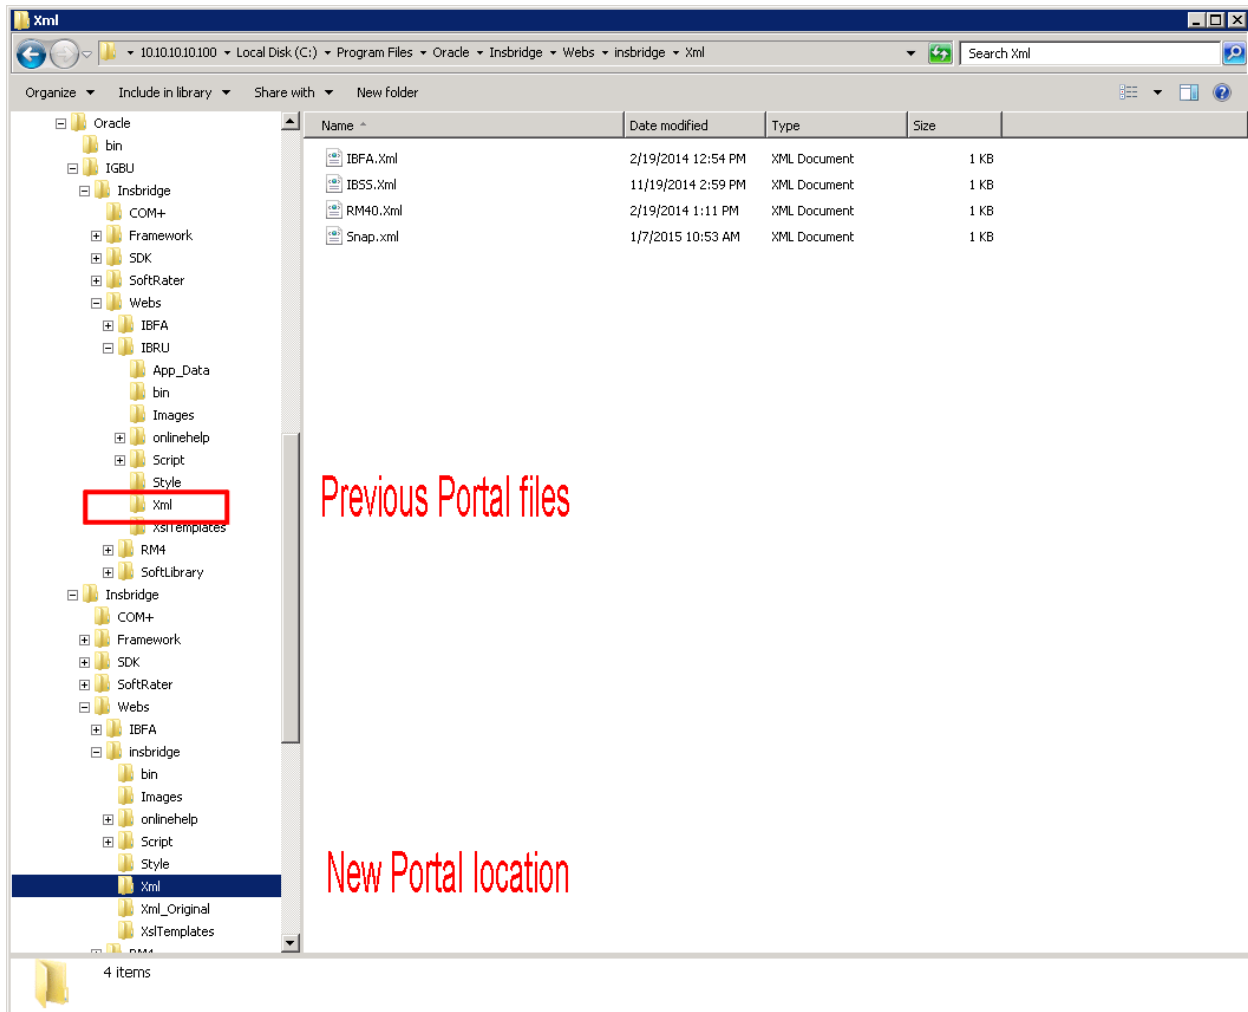 Xml
10.10.10.10.100 Local Disk (C:) Program Files Oracle Insbridge Webs insbridge Xml
Search Xml
Organize Include in library Share with New folder
Name Date modified Type Size
IBFA.Xml 2/19/2014 12:54 PM XML Document 1 KB
IBSS.Xml 11/19/2014 2:59 PM XML Document 1 KB
RM40.Xml 2/19/2014 1:11 PM XML Document 1 KB
Snap.xml 1/7/2015 10:53 AM XML Document 1 KB
Oracle
bin
IGBU
Insbridge
COM+
Framework
SDK
SoftRater
Webs
IBFA
IBRU
App_Data
bin
Images
onlinehelp
Script
Style
Xml
XslTemplates
RM4
SoftLibrary
Insbridge
COM+
Framework
SDK
SoftRater
Webs
IBFA
insbridge
bin
Images
onlinehelp
Script
Style
Xml
Xml_Original
XslTemplates
RM4
Previous Portal files
New Portal location
4 items